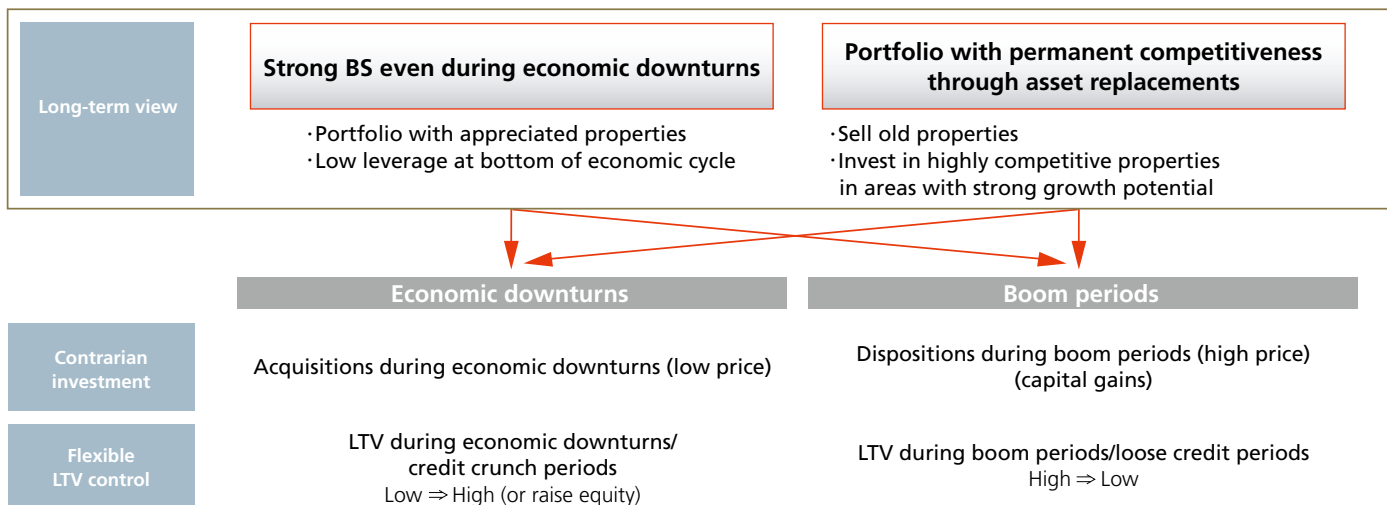 Long-term view
Strong BS even during economic downturns
·Portfolio with appreciated properties
·Low leverage at bottom of economic cycle
Portfolio with permanent competitiveness
through asset replacements
·Sell old properties
·Invest in highly competitive properties
in areas with strong growth potential
Economic downturns
Boom periods
Contrarian
investment
Acquisitions during economic downturns (low price)
Dispositions during boom periods (high price)
(capital gains)
Flexible
LTV control
LTV during economic downturns/
credit crunch periods
Low ⇒ High (or raise equity)
LTV during boom periods/loose credit periods
High ⇒ Low